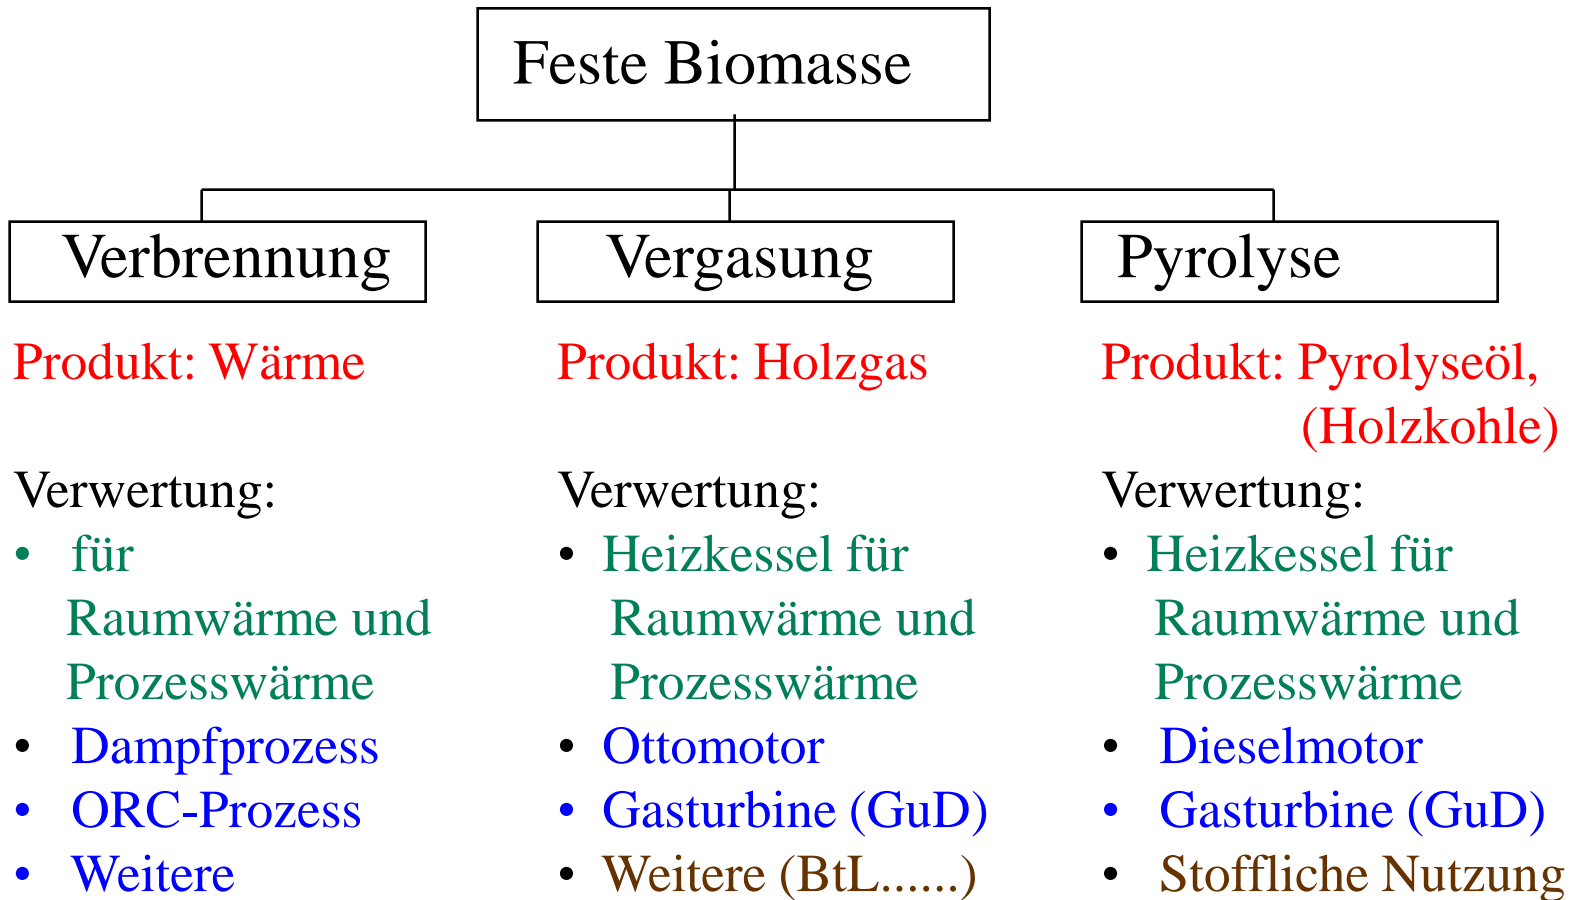 Feste Biomasse
Verbrennung
Produkt: Wärme
Verwertung:
• für
Raumwärme und
Prozesswärme
• Dampfprozess
• ORC-Prozess
• Weitere
Vergasung
Produkt: Holzgas
Verwertung:
• Heizkessel für
Raumwärme und
Prozesswärme
• Ottomotor
• Gasturbine (GuD)
• Weitere (BtL......)
Pyrolyse
Produkt: Pyrolyseöl,
(Holzkohle)
Verwertung:
• Heizkessel für
Raumwärme und
Prozesswärme
• Dieselmotor
• Gasturbine (GuD)
• Stoffliche Nutzung